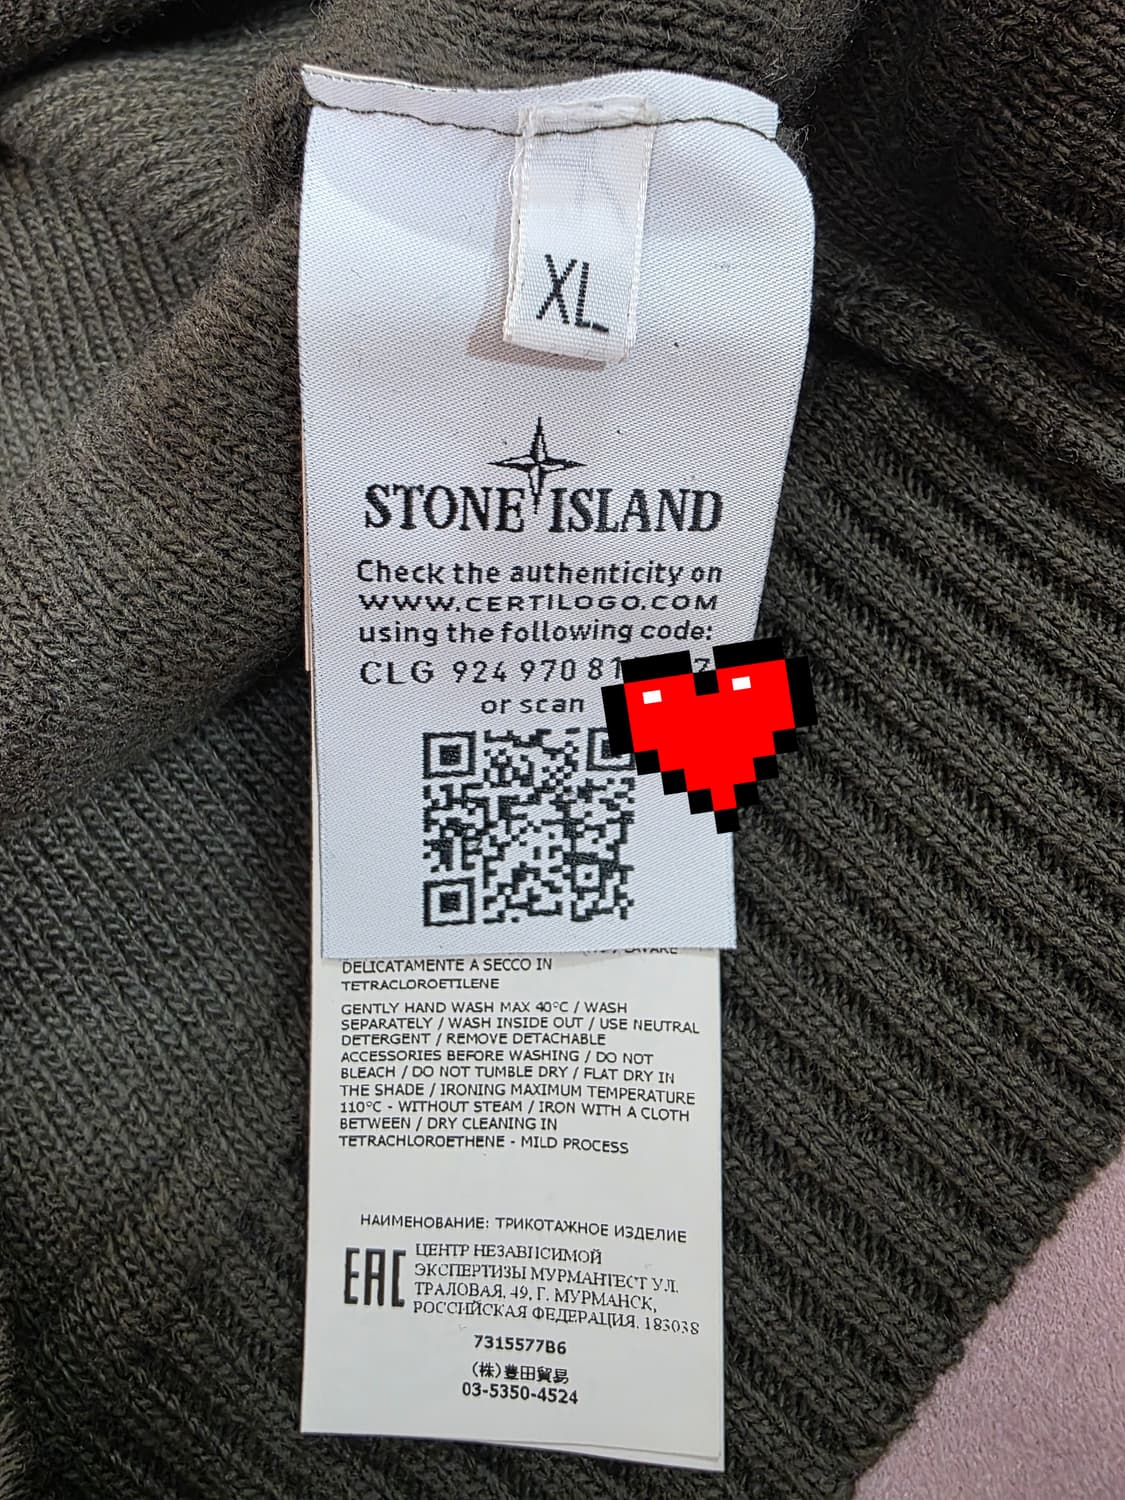 XL
STONE ISLAND
Check the authenticity on
WWW.CERTILOGO.COM
using the following code:
CLG 924 970 81 7
or scan
LAVARE
DELICATAMENTE A SECCO IN
TETRACLOROETILENE
GENTLY HAND WASH MAX 40°C / WASH
SEPARATELY / WASH INSIDE OUT / USE NEUTRAL
DETERGENT / REMOVE DETACHABLE
ACCESSORIES BEFORE WASHING / DO NOT
BLEACH / DO NOT TUMBLE DRY / FLAT DRY IN
THE SHADE / IRONING MAXIMUM TEMPERATURE
110°C - WITHOUT STEAM / IRON WITH A CLOTH
BETWEEN / DRY CLEANING IN
TETRACHLOROETHENE - MILD PROCESS
НАИМЕНОВАНИЕ: ТРИКОТАЖНОЕ ИЗДЕЛИЕ
EAC
ЦЕНТР НЕЗАВИСИМОЙ
ЭКСПЕРТИЗЫ МУРМАНТЕСТ УЛ.
ТРАЛОВАЯ, 49, Г. МУРМАНСК,
РОССИЙСКАЯ ФЕДЕРАЦИЯ, 183038
7315577B6
(株)豊田貿易
03-5350-4524